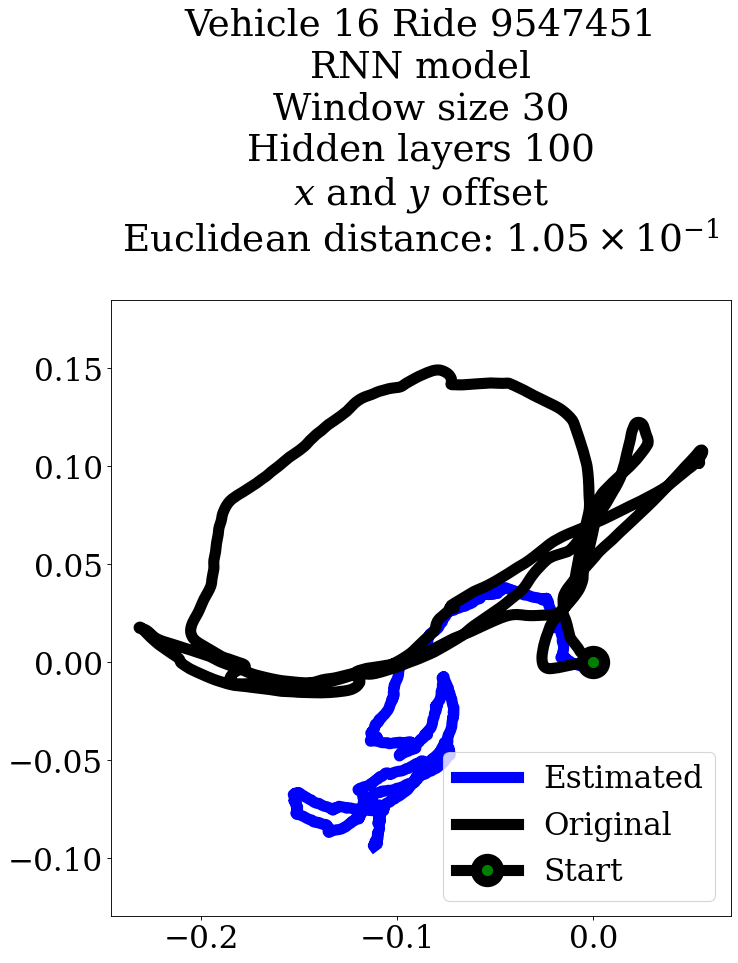 Vehicle 16 Ride 9547451
RNN model
Window size 30
Hidden layers 100
x and y offset
Euclidean distance: 1.05 × 10⁻¹
0.15
0.10
0.05
0.00
−0.05
−0.10
Estimated
Original
Start
−0.2
−0.1
0.0